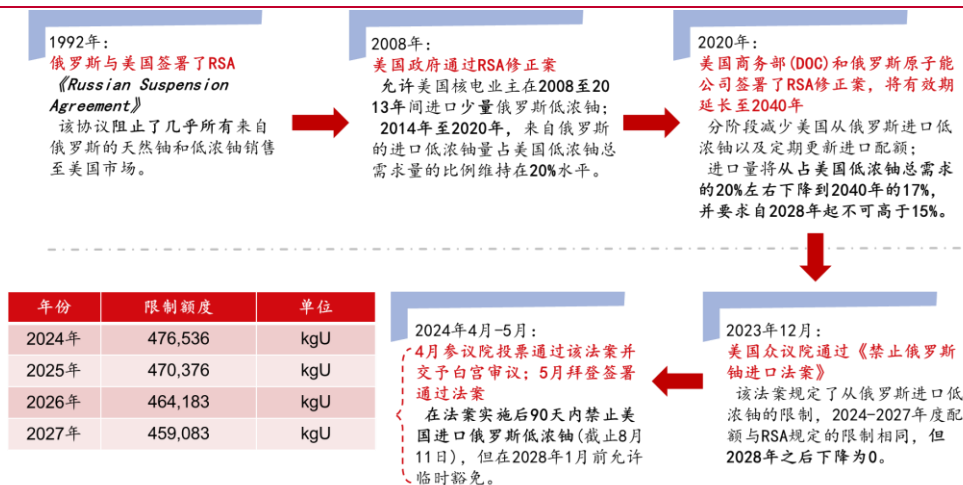 1992年：
俄罗斯与美国签署了RSA
《Russian Suspension
Agreement》
该协议阻止了几乎所有来自
俄罗斯的天然铀和低浓铀销售
至美国市场。
2008年：
美国政府通过RSA修正案
允许美国核电业主在2008至20
13年间进口少量俄罗斯低浓铀；
2014年至2020年，来自俄罗斯
的进口低浓铀量占美国低浓铀总
需求量的比例维持在20%水平。
2020年：
美国商务部(DOC)和俄罗斯原子能
公司签署了RSA修正案，将有效期
延长至2040年
分阶段减少美国从俄罗斯进口低
浓铀以及定期更新进口配额；
进口量将从占美国低浓铀总需求
的20%左右下降到2040年的17%，
并要求自2028年起不可高于15%。
年份 限制额度 单位
2024年 476,536 kgU
2025年 470,376 kgU
2026年 464,183 kgU
2027年 459,083 kgU
2024年4月-5月：
4月参议院投票通过该法案并
交予白宫审议；5月拜登签署
通过法案
在法案实施后90天内禁止美
国进口俄罗斯低浓铀(截止8月
11日)，但在2028年1月前允许
临时豁免。
2023年12月：
美国众议院通过《禁止俄罗斯
铀进口法案》
该法案规定了从俄罗斯进口低
浓铀的限制，2024-2027年度配
额与RSA规定的限制相同，但
2028年之后下降为0。